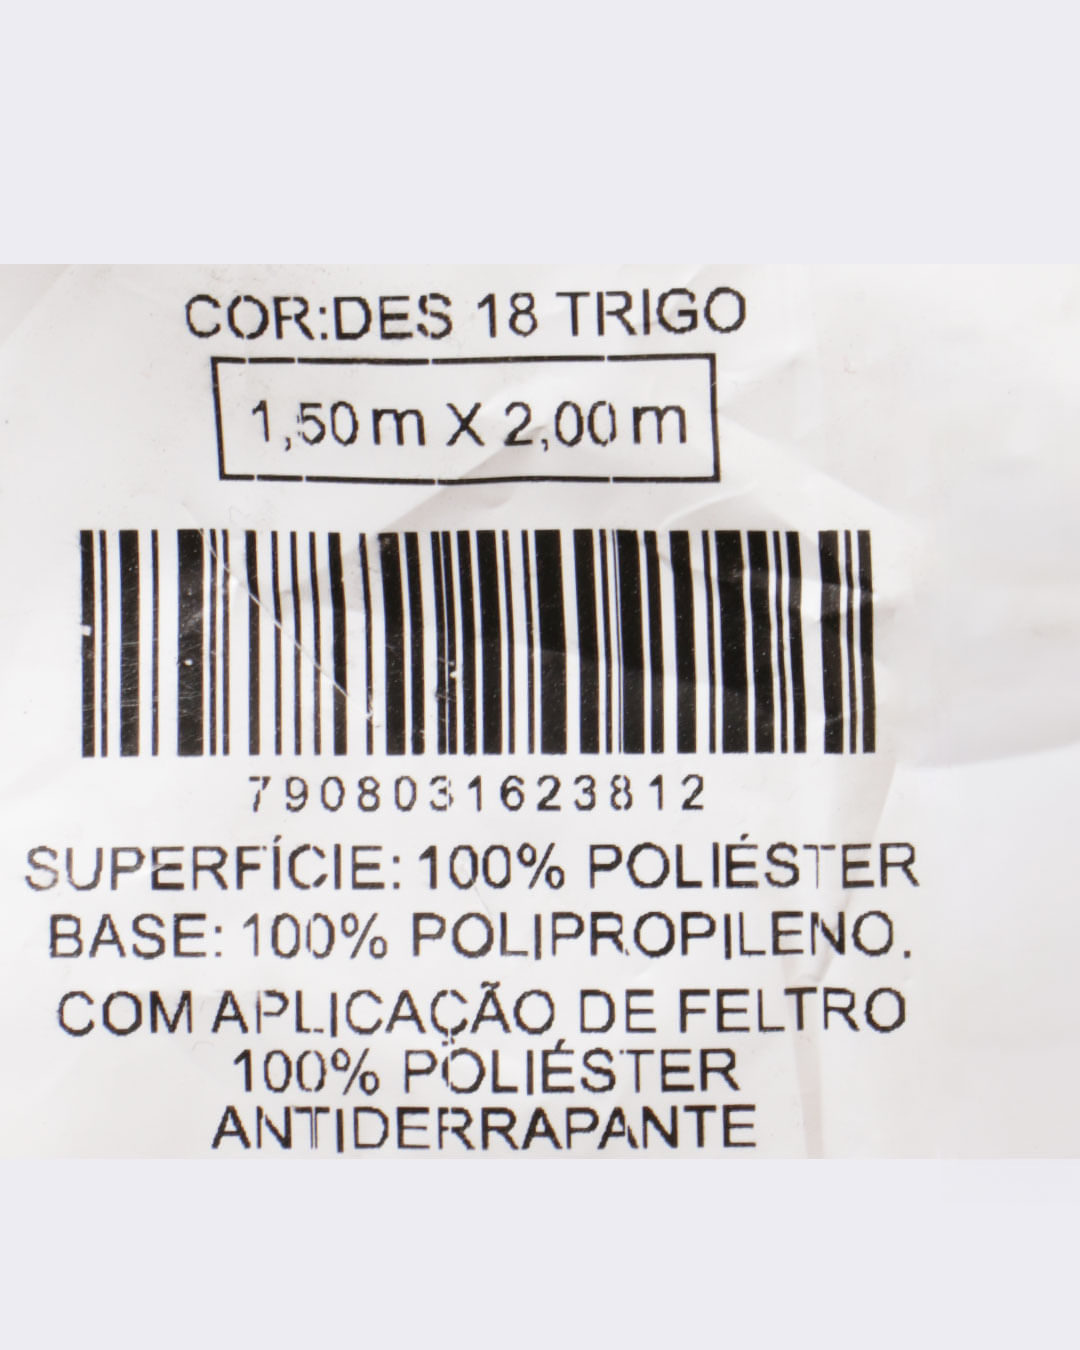 COR:DES 18 TRIGO
1,50 m X 2,00 m
7908031623812
SUPERFÍCIE: 100% POLIÉSTER
BASE: 100% POLIPROPILENO.
COM APLICAÇÃO DE FELTRO
100% POLIÉSTER
ANTIDERRAPANTE